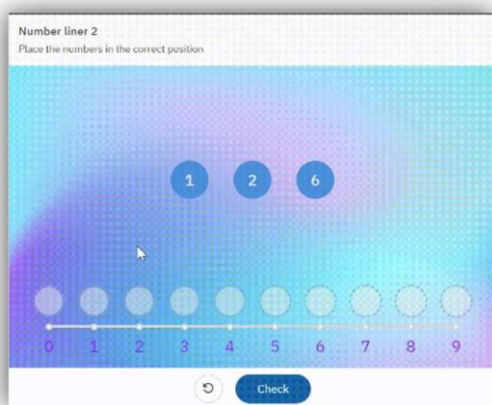 Number liner 2
Place the numbers in the correct position
1 2 6
0 1 2 3 4 5 6 7 8 9
Check